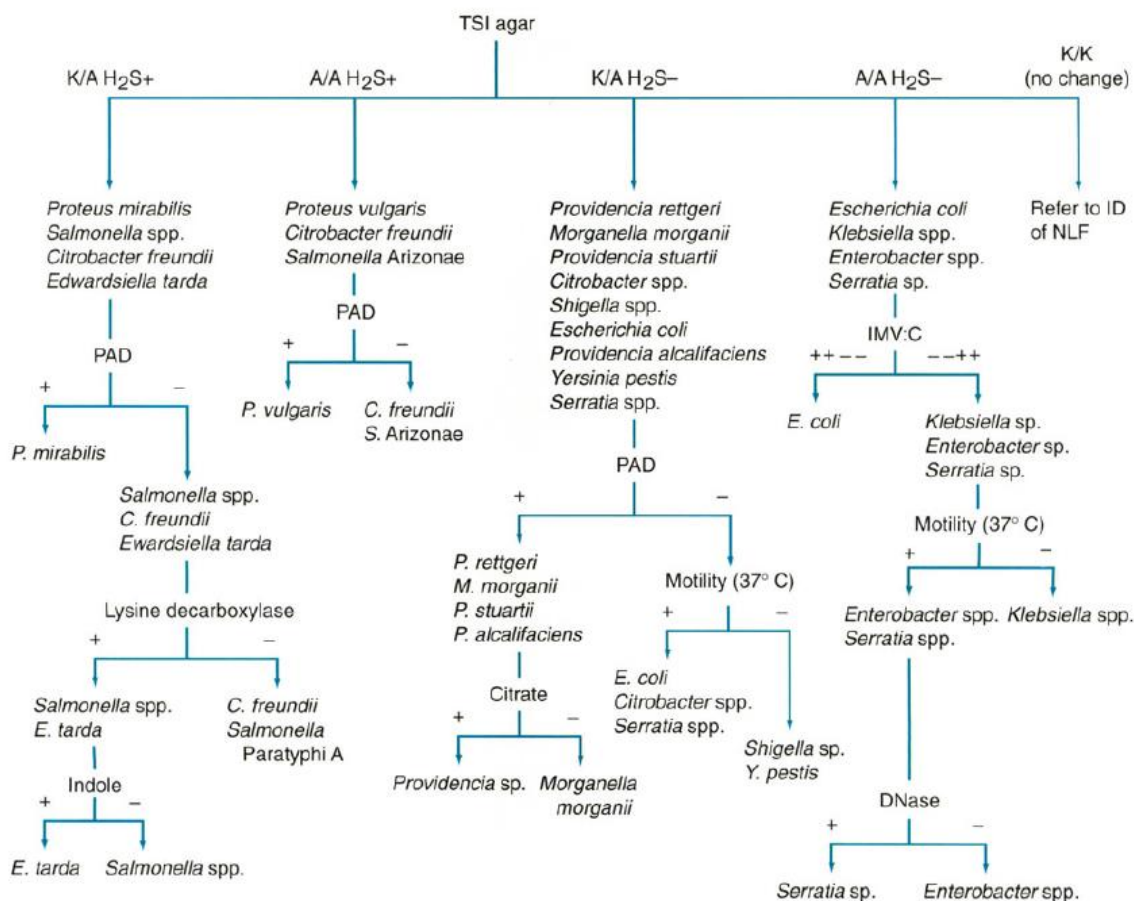 TSI agar
K/A H2S+
A/A H2S+
K/A H2S–
A/A H2S–
K/K
(no change)
Proteus mirabilis
Salmonella spp.
Citrobacter freundii
Edwardsiella tarda
PAD
+
–
P. mirabilis
Salmonella spp.
C. freundii
Ewardsiella tarda
Lysine decarboxylase
+
–
Salmonella spp.
E. tarda
C. freundii
Salmonella
Paratyphi A
Indole
+
–
E. tarda
Salmonella spp.
Proteus vulgaris
Citrobacter freundii
Salmonella Arizonae
PAD
+
–
P. vulgaris
C. freundii
S. Arizonae
Providencia rettgeri
Morganella morganii
Providencia stuartii
Citrobacter spp.
Shigella spp.
Escherichia coli
Providencia alcalifaciens
Yersinia pestis
Serratia spp.
PAD
+
–
P. rettgeri
M. morganii
P. stuartii
P. alcalifaciens
Citrate
+
–
Providencia sp.
Morganella
morganii
Motility (37° C)
+
–
E. coli
Citrobacter spp.
Serratia spp.
Shigella sp.
Y. pestis
Escherichia coli
Klebsiella spp.
Enterobacter spp.
Serratia sp.
IMV:C
++––
––++
E. coli
Klebsiella sp.
Enterobacter sp.
Serratia sp.
Motility (37° C)
+
–
Enterobacter spp.
Serratia spp.
Klebsiella spp.
DNase
+
–
Serratia sp.
Enterobacter spp.
Refer to ID
of NLF